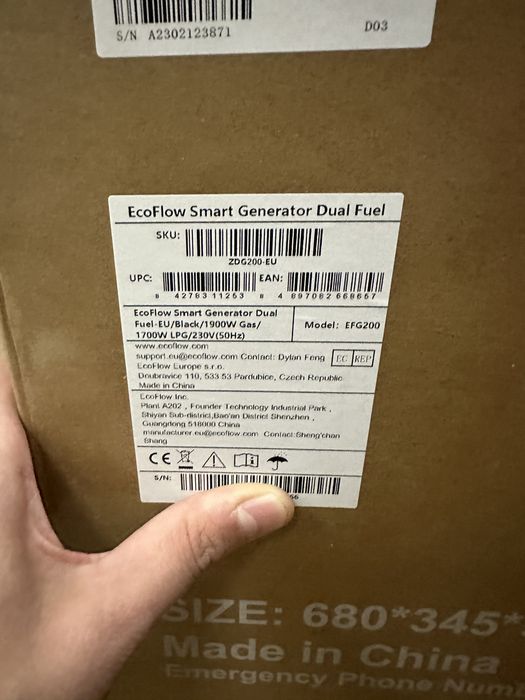 S/N A2302123871
D03
EcoFlow Smart Generator Dual Fuel
SKU:
ZDG200-EU
UPC:
EAN:
8 42783 11253 8
4 897082 668657
EcoFlow Smart Generator Dual
Fuel-EU/Black/1900W Gas/
1700W LPG/230V(50Hz)
Model: EFG200
www.ecoflow.com
support.eu@ecoflow.com Contact: Dylan Feng
EC REP
EcoFlow Europe s.r.o.
Doubravice 110, 533 53 Pardubice, Czech Republic
Made in China
EcoFlow Inc.
Plant A202 , Founder Technology Industrial Park ,
Shiyan Sub-district,Bao'an District Shenzhen ,
Guangdong 518000 China
manufacturer.eu@ecoflow.com Contact:Sheng'chan
Shang
CE
S/N:
SIZE: 680*345*
Made in China
Emergency Phone Num